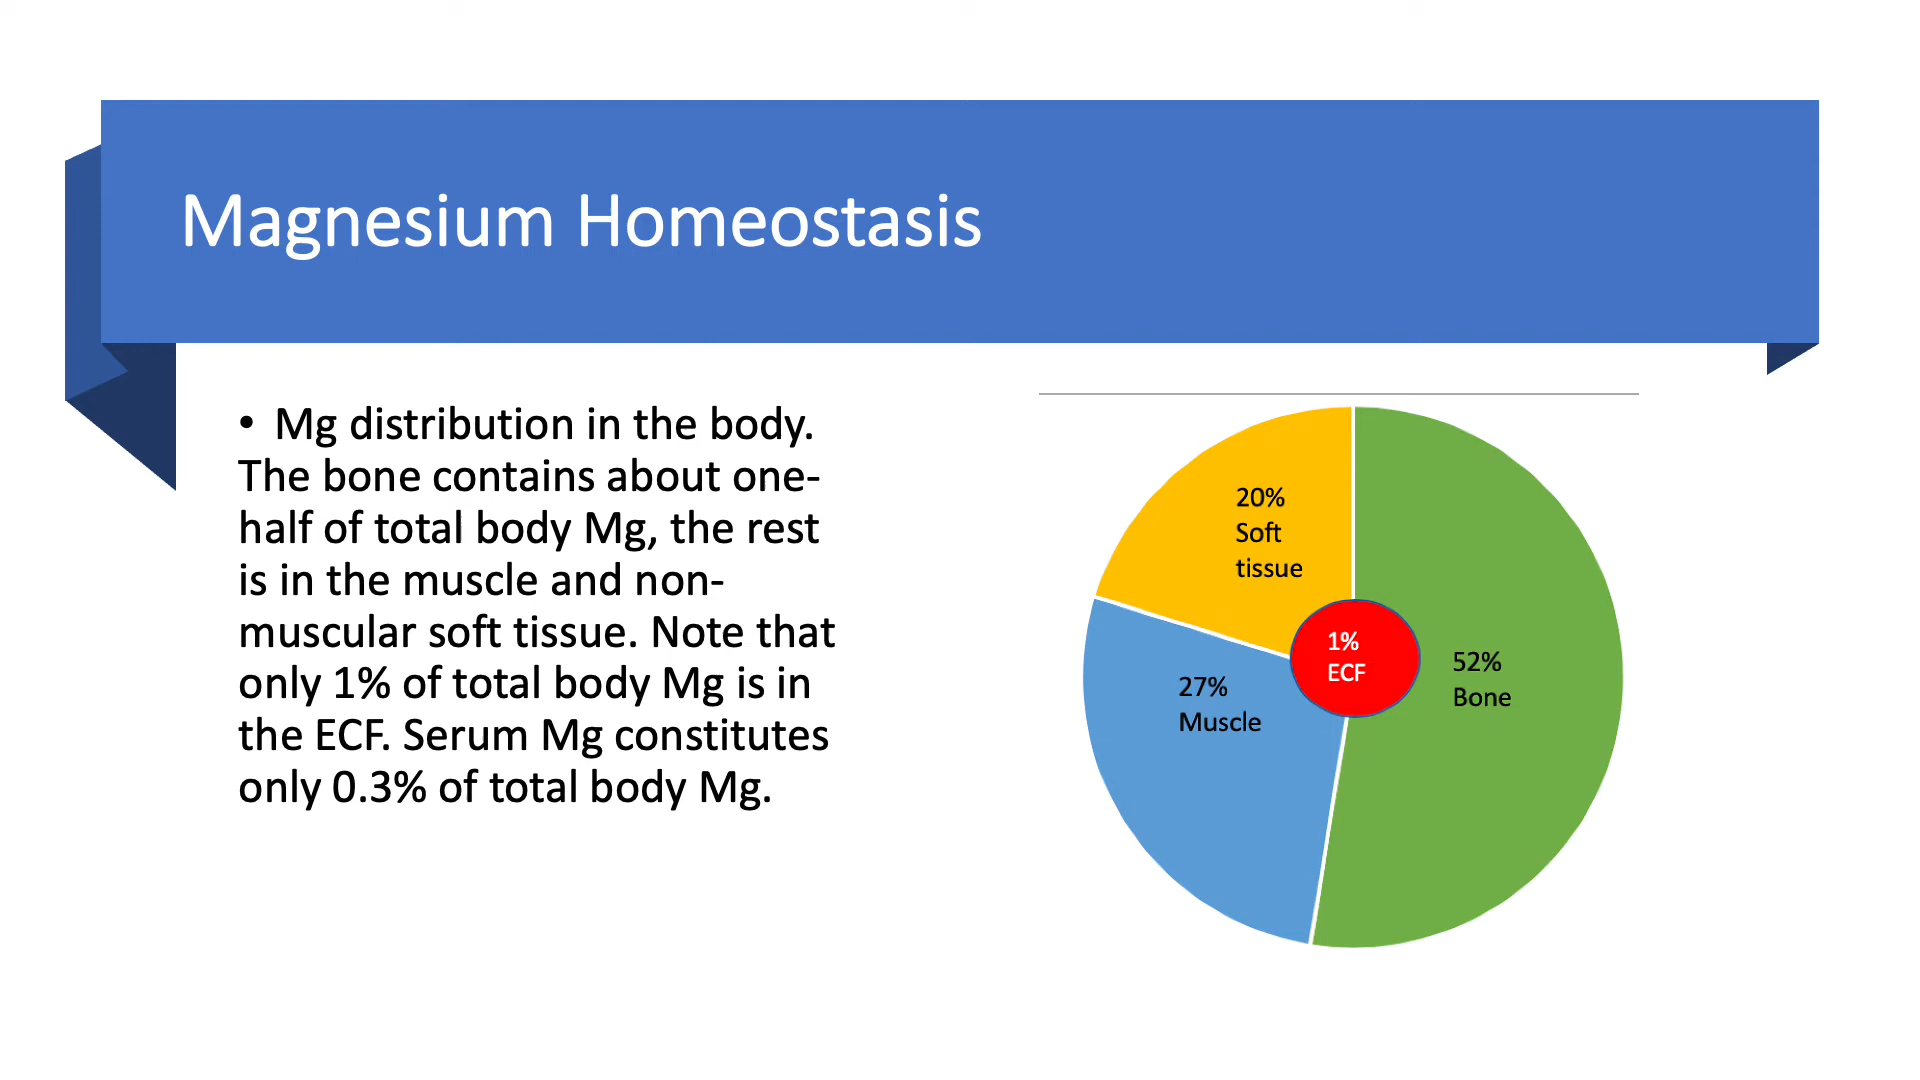 Magnesium Homeostasis
• Mg distribution in the body.
The bone contains about one-
half of total body Mg, the rest
is in the muscle and non-
muscular soft tissue. Note that
only 1% of total body Mg is in
the ECF. Serum Mg constitutes
only 0.3% of total body Mg.
20%
Soft
tissue
1%
ECF
52%
Bone
27%
Muscle